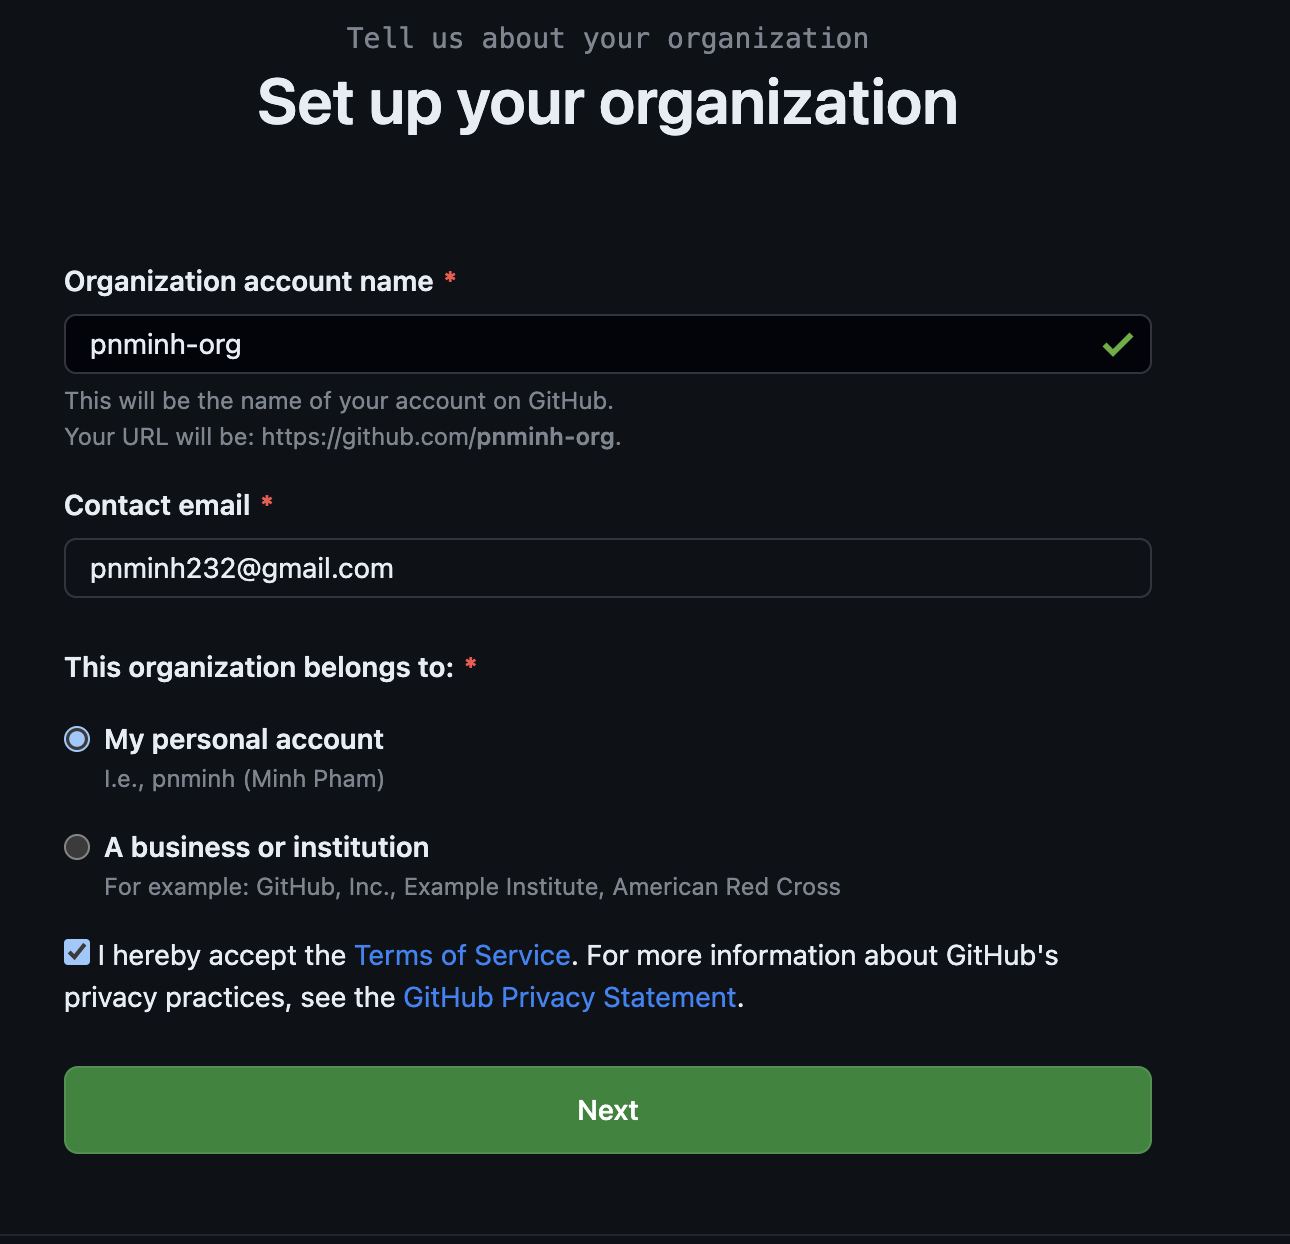 Tell us about your organization
Set up your organization
Organization account name *
pnminh-org
This will be the name of your account on GitHub.
Your URL will be: https://github.com/pnminh-org.
Contact email *
pnminh232@gmail.com
This organization belongs to: *
My personal account
I.e., pnminh (Minh Pham)
A business or institution
For example: GitHub, Inc., Example Institute, American Red Cross
I hereby accept the Terms of Service. For more information about GitHub's
privacy practices, see the GitHub Privacy Statement.
Next